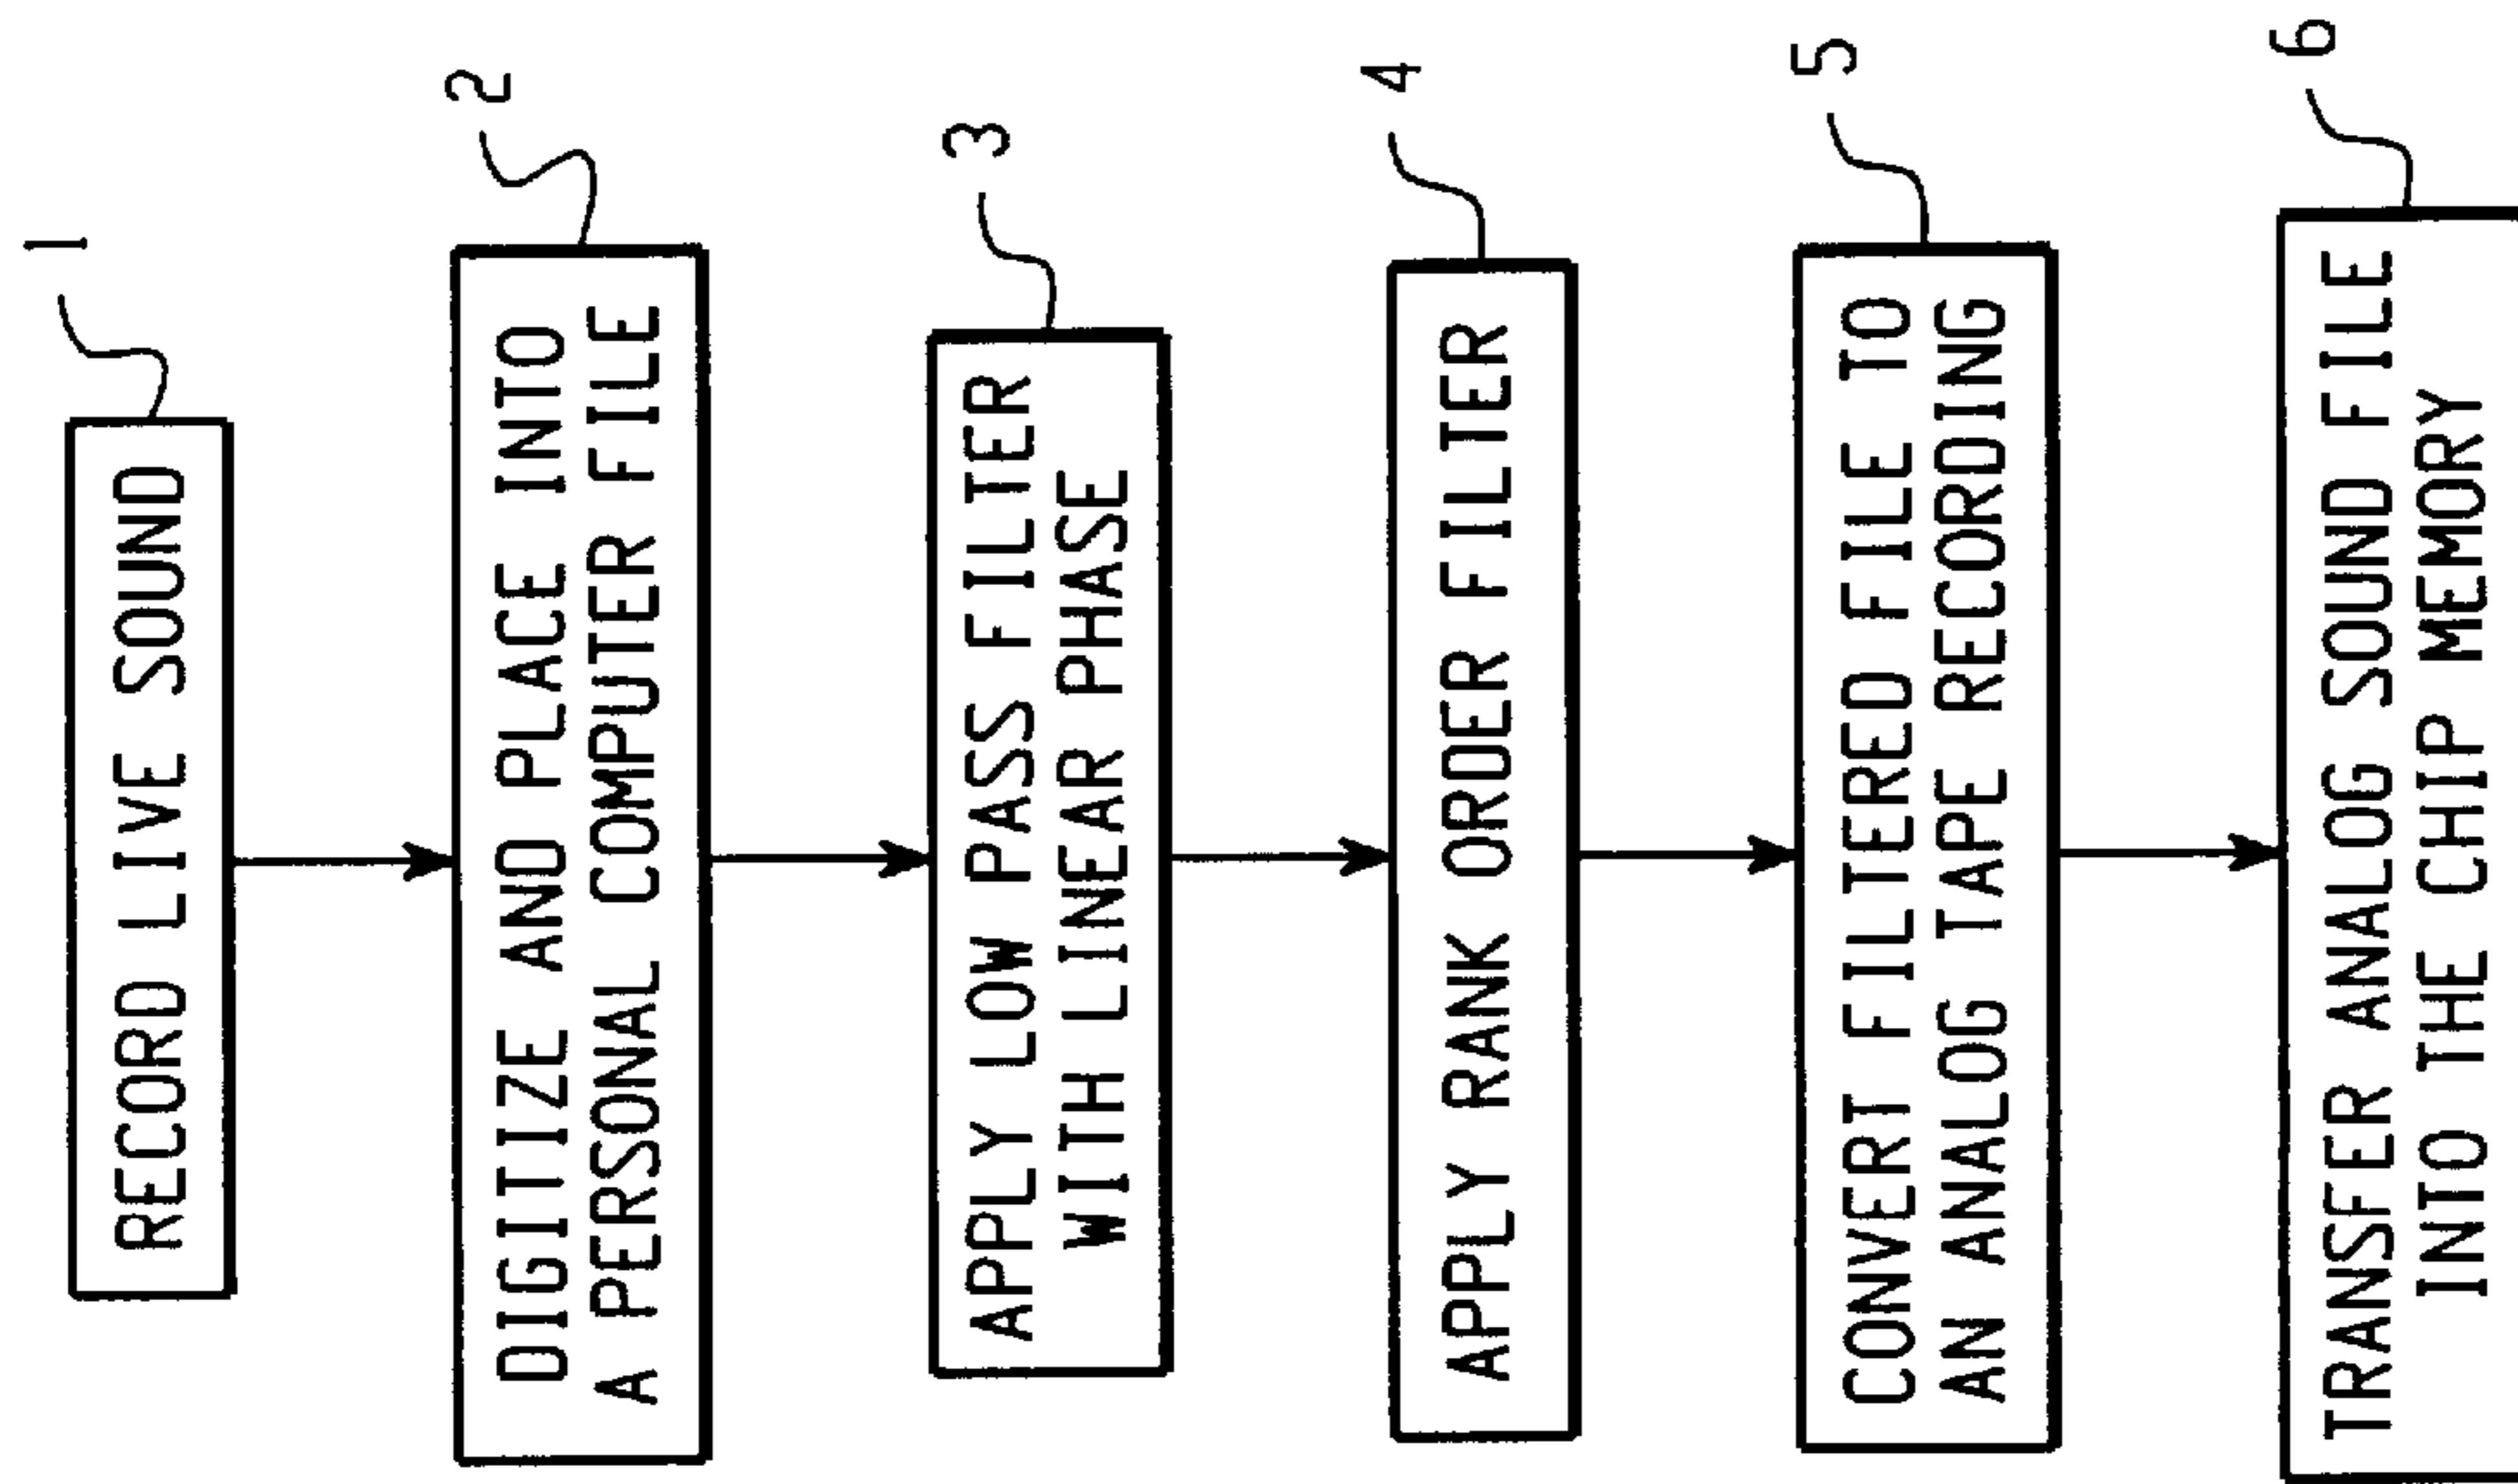 1
RECORD LIVE SOUND
2
DIGITIZE AND PLACE INTO
A PERSONAL COMPUTER FILE
3
APPLY LOW PASS FILTER
WITH LINEAR PHASE
4
APPLY RANK ORDER FILTER
5
CONVERT FILTERED FILE TO
AN ANALOG TAPE RECORDING
6
TRANSFER ANALOG SOUND FILE
INTO THE CHIP MEMORY